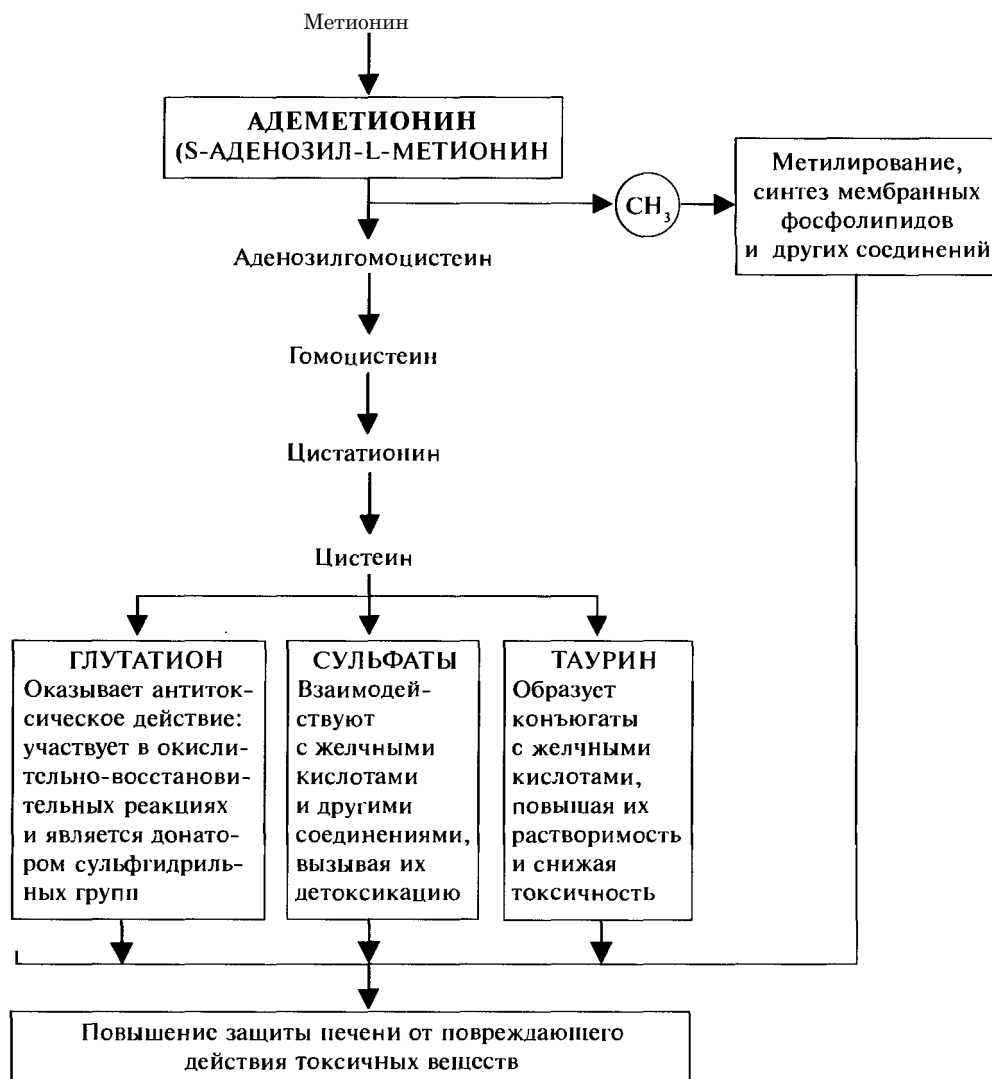 Метионин
АДЕМЕТИОНИН
(S-АДЕНОЗИЛ-L-МЕТИОНИН
CH3
Метилирование,
синтез мембранных
фосфолипидов
и других соединений
Аденозилгомоцистеин
Гомоцистеин
Цистатионин
Цистеин
ГЛУТАТИОН
Оказывает антиток-
сическое действие:
участвует в окисли-
тельно-восстанови-
тельных реакциях
и является донато-
ром сульфгидриль-
ных групп
СУЛЬФАТЫ
Взаимодей-
ствуют
с желчными
кислотами
и другими
соединениями,
вызывая их
детоксикацию
ТАУРИН
Образует
конъюгаты
с желчными
кислотами,
повышая их
растворимость
и снижая
токсичность
Повышение защиты печени от повреждающего
действия токсичных веществ